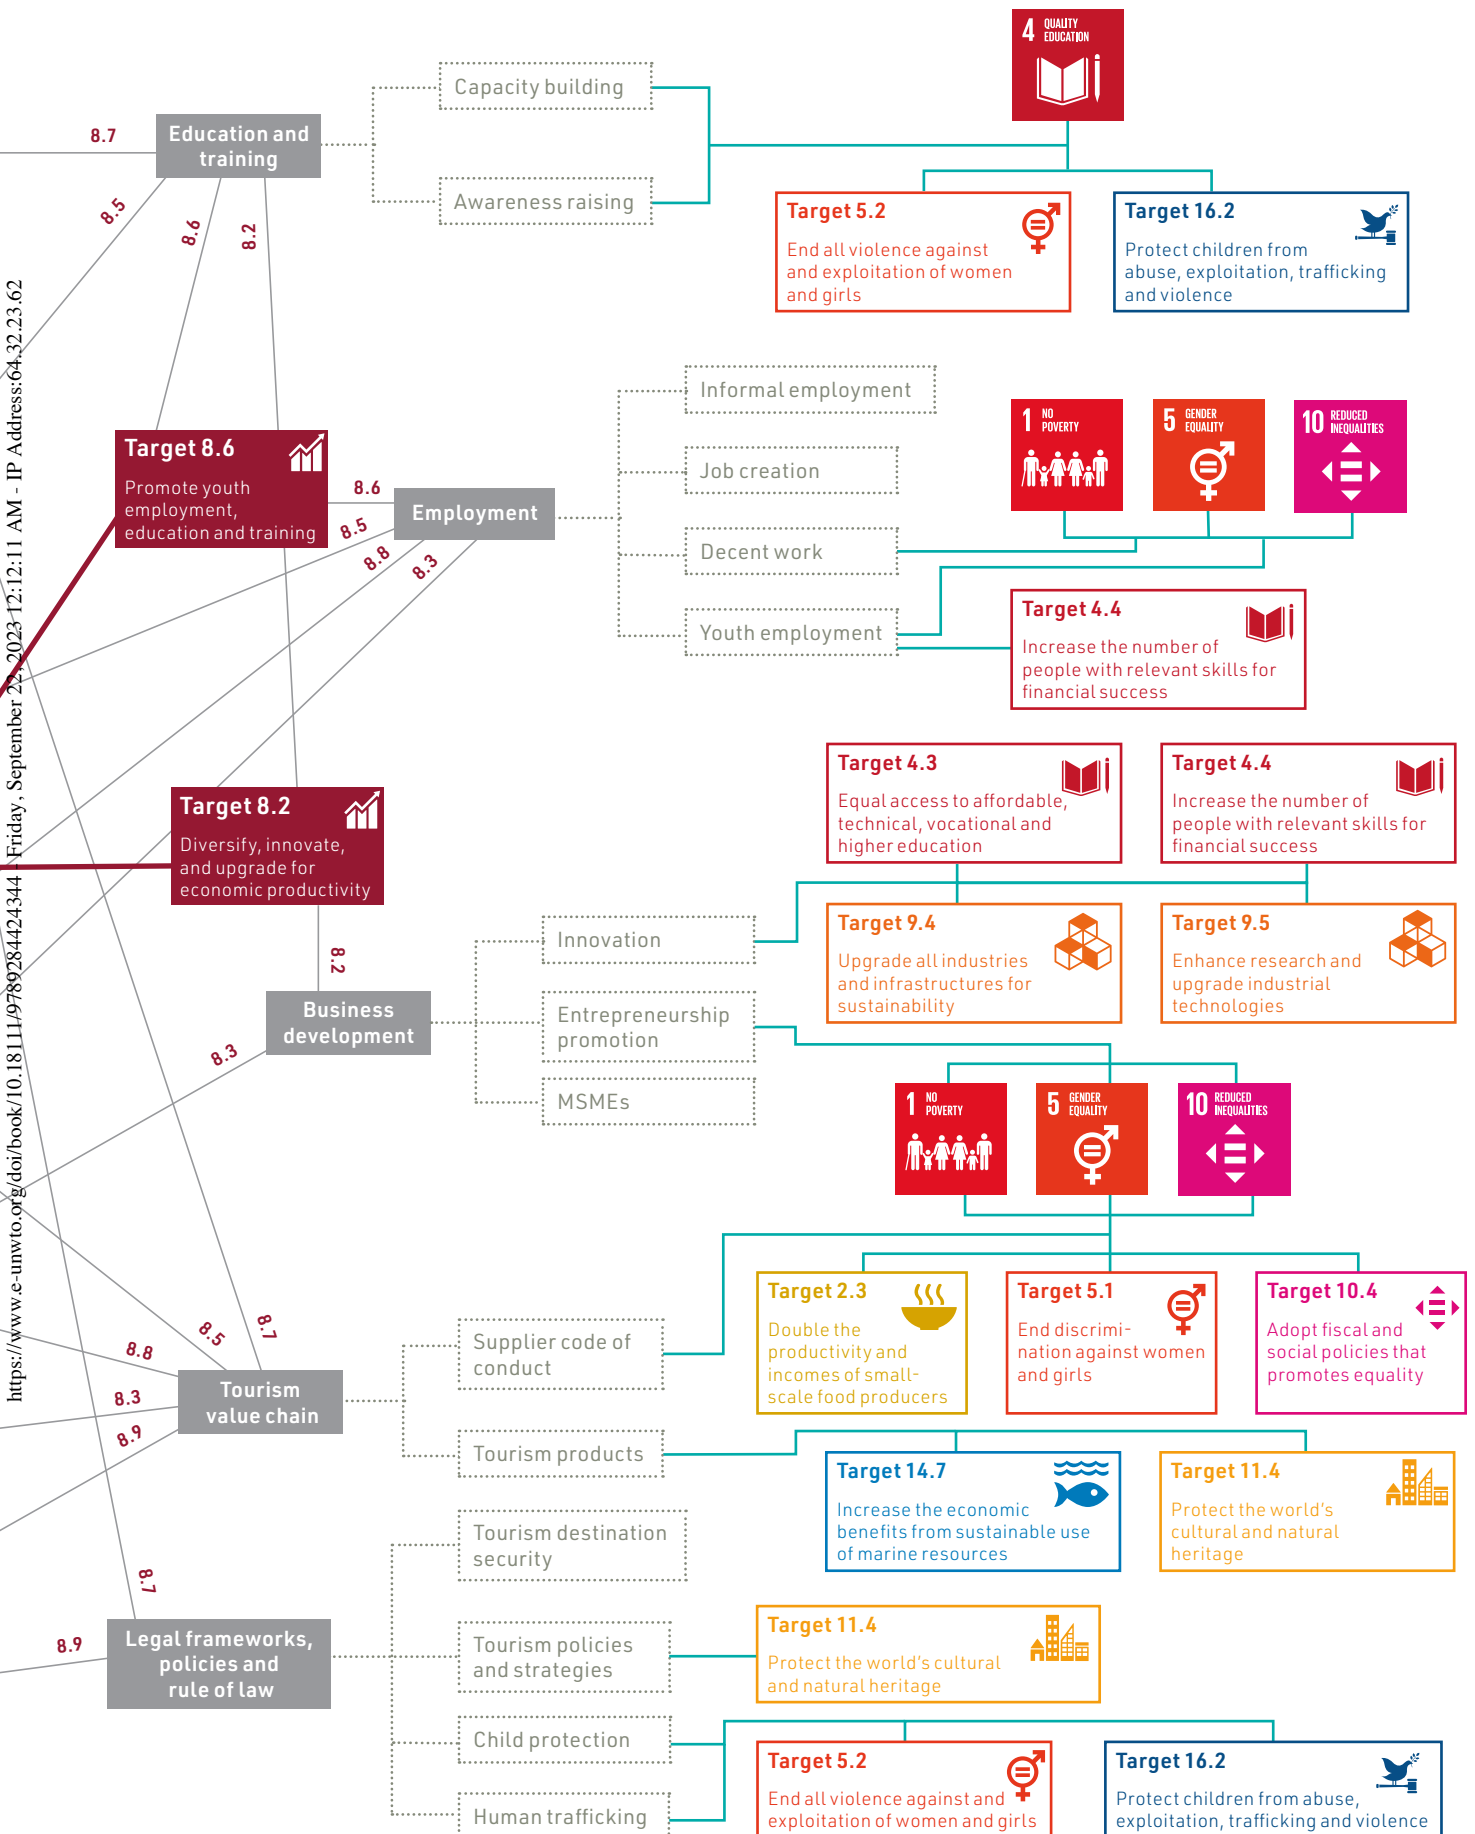 4 QUALITY
EDUCATION
Capacity building
8.7
Education and
training
Awareness raising
8.5
8.6
8.2
Target 5.2
End all violence against
and exploitation of women
and girls
Target 16.2
Protect children from
abuse, exploitation, trafficking
and violence
https://www.e-unwto.org/doi/book/10.18111/9789284424344 - Friday, September 22, 2023 12:12:11 AM - IP Address:64.32.23.62
Informal employment
1 NO
POVERTY
5 GENDER
EQUALITY
10 REDUCED
INEQUALITIES
Target 8.6
Promote youth
employment,
education and training
Job creation
8.6
Employment
8.5
8.8
8.3
Decent work
Youth employment
Target 4.4
Increase the number of
people with relevant skills for
financial success
Target 4.3
Equal access to affordable,
technical, vocational and
higher education
Target 4.4
Increase the number of
people with relevant skills for
financial success
Target 8.2
Diversify, innovate,
and upgrade for
economic productivity
Innovation
Target 9.4
Upgrade all industries
and infrastructures for
sustainability
Target 9.5
Enhance research and
upgrade industrial
technologies
8.2
Business
development
Entrepreneurship
promotion
8.3
MSMEs
1 NO
POVERTY
5 GENDER
EQUALITY
10 REDUCED
INEQUALITIES
Target 2.3
Double the
productivity and
incomes of small-
scale food producers
Target 5.1
End discrimi-
nation against women
and girls
Target 10.4
Adopt fiscal and
social policies that
promotes equality
8.5
8.7
8.8
Supplier code of
conduct
8.3
Tourism
value chain
8.9
Tourism products
Target 14.7
Increase the economic
benefits from sustainable use
of marine resources
Target 11.4
Protect the world's
cultural and natural
heritage
Tourism destination
security
8.7
8.9
Legal frameworks,
policies and
rule of law
Tourism policies
and strategies
Target 11.4
Protect the world's cultural
and natural heritage
Child protection
Target 5.2
End all violence against and
exploitation of women and girls
Target 16.2
Protect children from abuse,
exploitation, trafficking and violence
Human trafficking